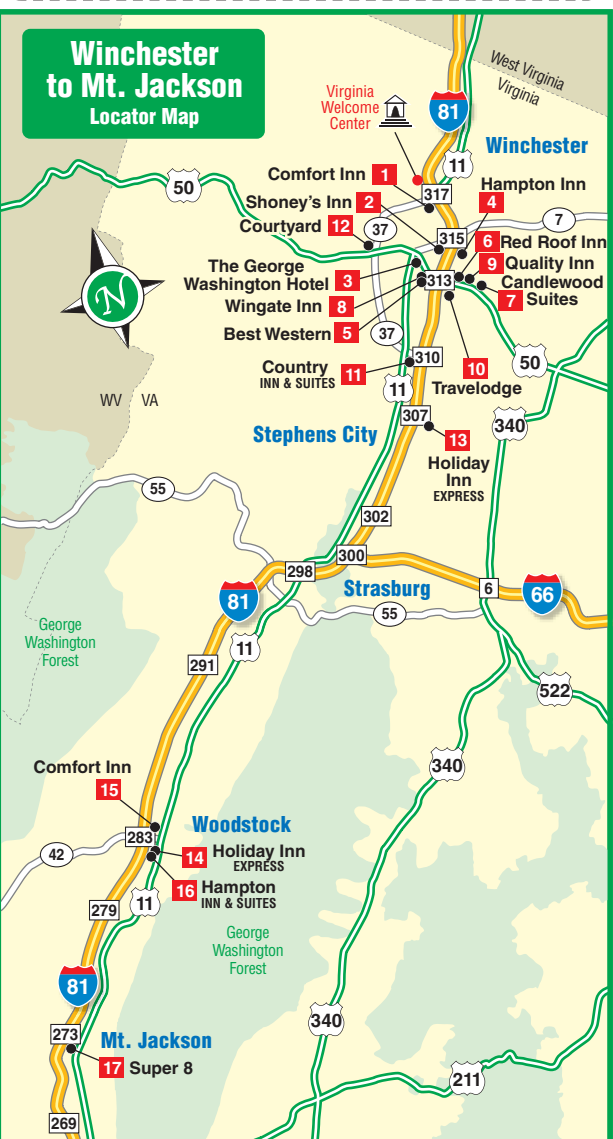 Winchester
to Mt. Jackson
Locator Map
West Virginia
Virginia
Virginia
Welcome
Center
81
Winchester
11
Comfort Inn 1
317
Hampton Inn
4
50
Shoney's Inn 2
7
Courtyard 12
37
315
6 Red Roof Inn
9 Quality Inn
The George
Washington Hotel 3
313
Candlewood
7 Suites
Wingate Inn 8
Best Western 5
37
310
50
Country
INN & SUITES 11
10
Travelodge
11
WV VA
307
340
Stephens City
13
Holiday
Inn
EXPRESS
55
302
300
298
Strasburg
6
66
81
55
George
Washington
Forest
11
291
522
340
Comfort Inn
15
Woodstock
283
42
14 Holiday Inn
EXPRESS
16 Hampton
INN & SUITES
11
279
George
Washington
Forest
81
340
273
Mt. Jackson
17 Super 8
211
269
N